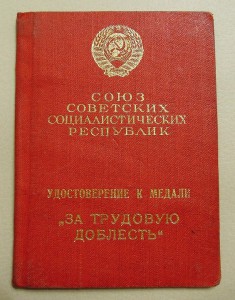 СОЮЗ
СОВЕТСКИХ
СОЦИАЛИСТИЧЕСКИХ
РЕСПУБЛИК
УДОСТОВЕРЕНИЕ К МЕДАЛИ
„ЗА ТРУДОВУЮ
ДОБЛЕСТЬ“